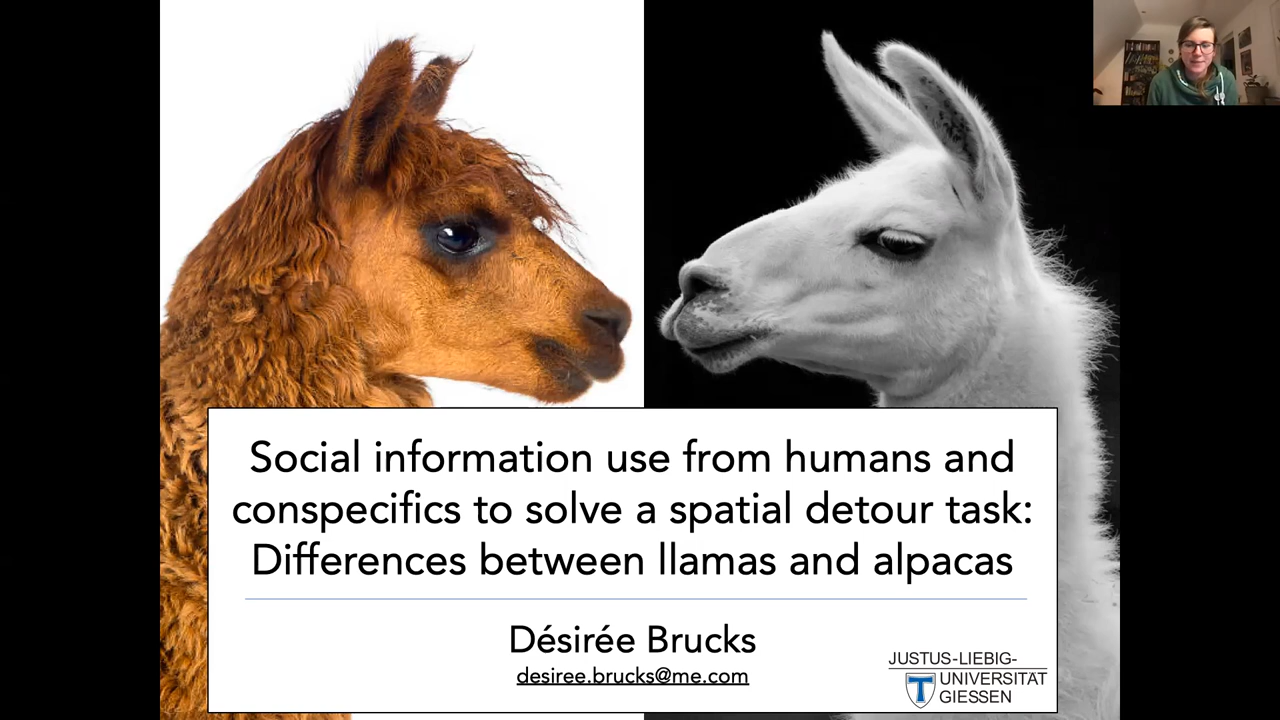 Social information use from humans and
conspecifics to solve a spatial detour task:
Differences between llamas and alpacas
Désirée Brucks
desiree.brucks@me.com
JUSTUS-LIEBIG-
UNIVERSITÄT
GIESSEN